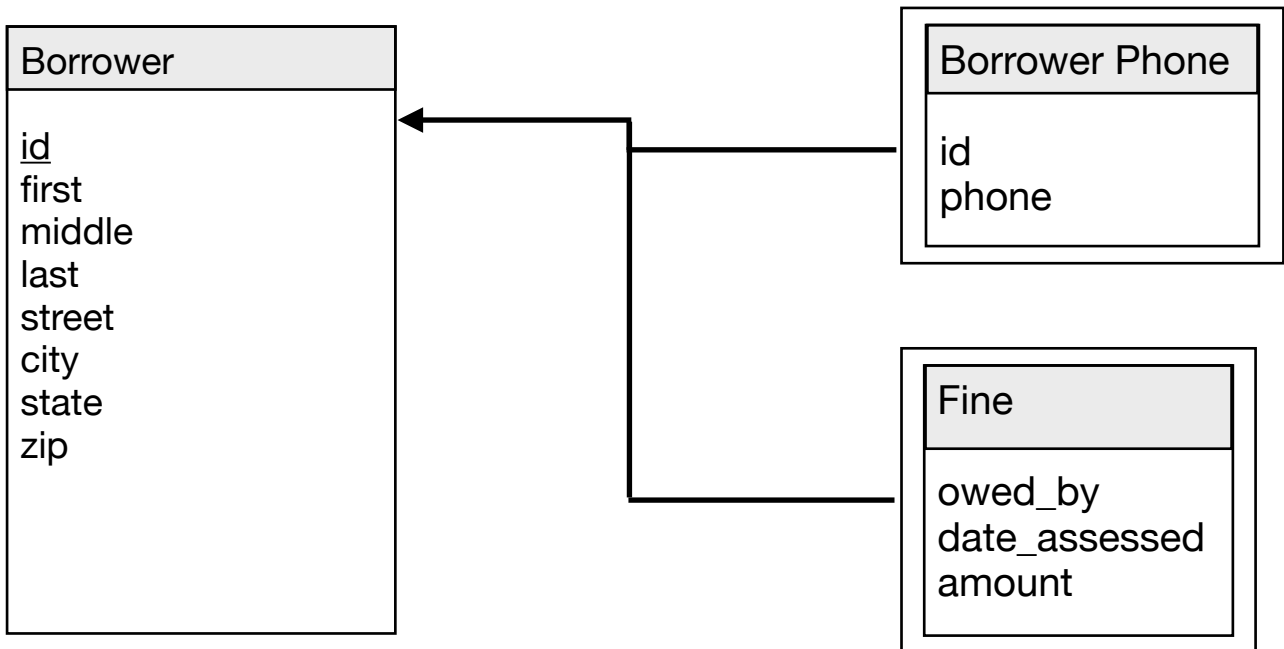 Borrower
id
first
middle
last
street
city
state
zip
Borrower Phone
id
phone
Fine
owed_by
date_assessed
amount